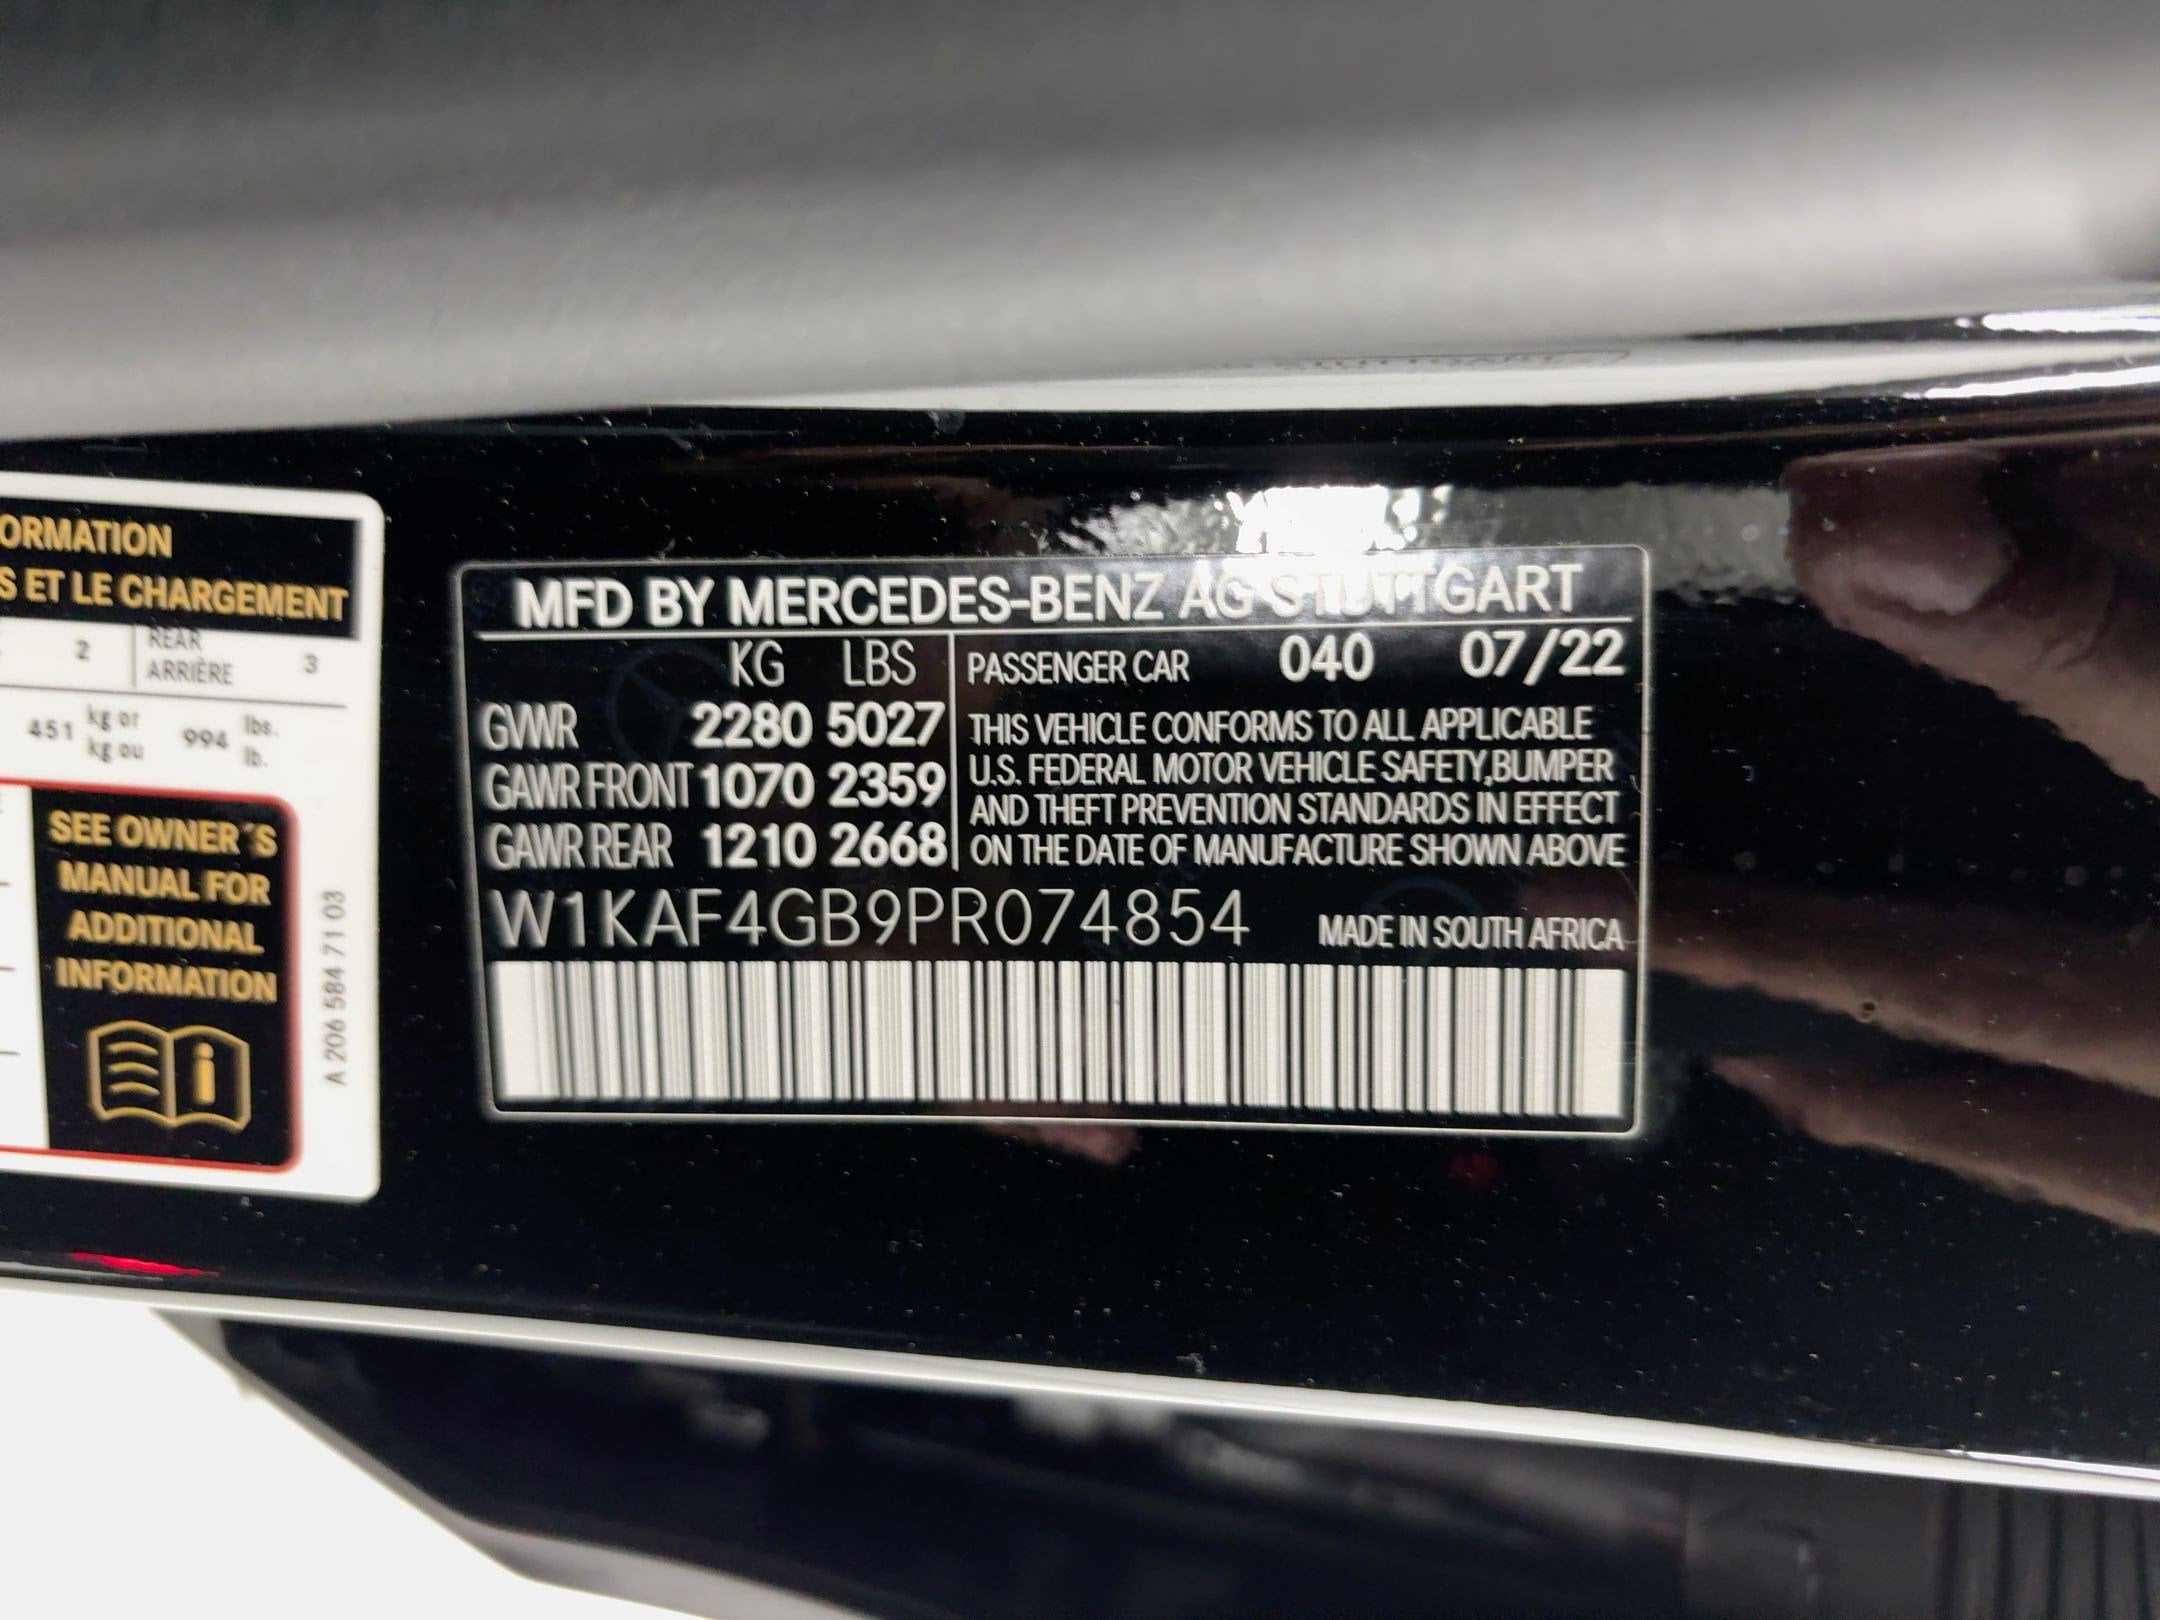 ORMATION
S ET LE CHARGEMENT
2 REAR ARRIÈRE 3
451 kg or kg ou 994 lbs. lb.
SEE OWNER´S
MANUAL FOR
ADDITIONAL
INFORMATION
A 206 584 71 03
MFD BY MERCEDES-BENZ AG STUTTGART
KG LBS
GVWR 2280 5027
GAWR FRONT 1070 2359
GAWR REAR 1210 2668
PASSENGER CAR 040 07/22
THIS VEHICLE CONFORMS TO ALL APPLICABLE
U.S. FEDERAL MOTOR VEHICLE SAFETY,BUMPER
AND THEFT PREVENTION STANDARDS IN EFFECT
ON THE DATE OF MANUFACTURE SHOWN ABOVE
W1KAF4GB9PR074854 MADE IN SOUTH AFRICA